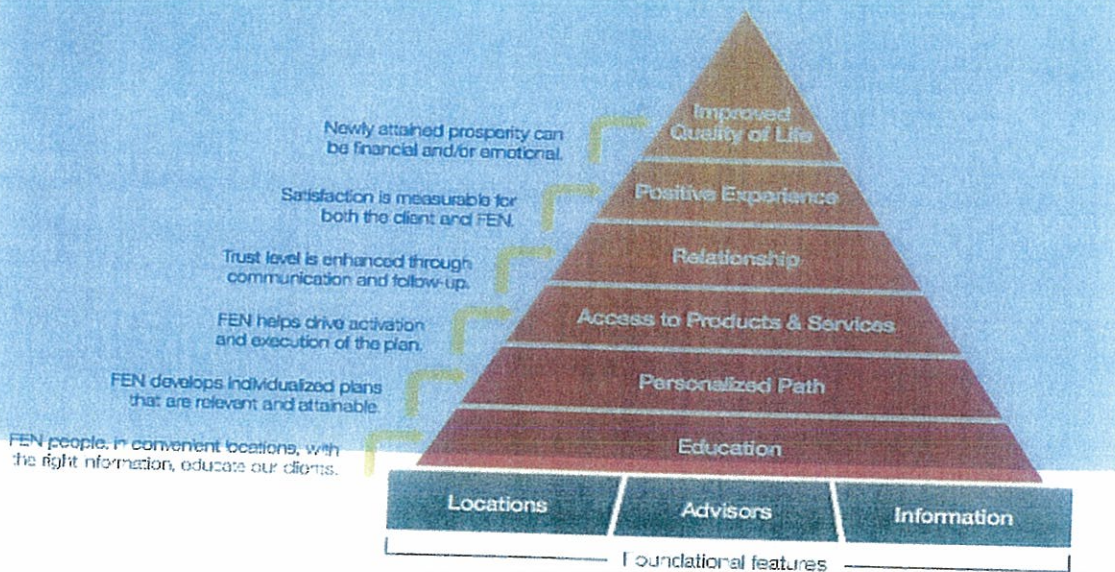 Improved
Quality of Life
Newly attained prosperity can
be financial and/or emotional.
Positive Experience
Satisfaction is measurable for
both the client and FEN.
Relationship
Trust level is enhanced through
communication and follow-up.
Access to Products & Services
FEN helps drive activation
and execution of the plan.
Personalized Path
FEN develops individualized plans
that are relevant and attainable.
Education
FEN people, in convenient locations, with
the right information, educate our clients.
Locations
Advisors
Information
Foundational features